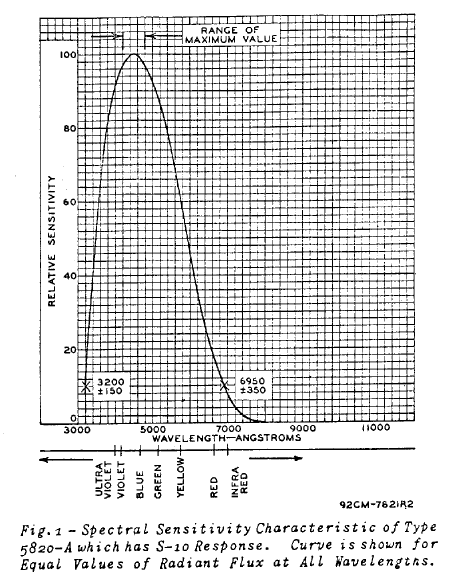 RANGE OF
MAXIMUM VALUE
100
80
60
40
20
0
RELATIVE SENSITIVITY
3200
±150
6950
±350
3000 5000 7000 9000 11000
WAVELENGTH—ANGSTROMS
ULTRA
VIOLET
VIOLET
BLUE
GREEN
YELLOW
RED
INFRA
RED
92CM-7621R2
Fig.1 - Spectral Sensitivity Characteristic of Type
5820-A which has S-10 Response. Curve is shown for
Equal Values of Radiant Flux at All Wavelengths.